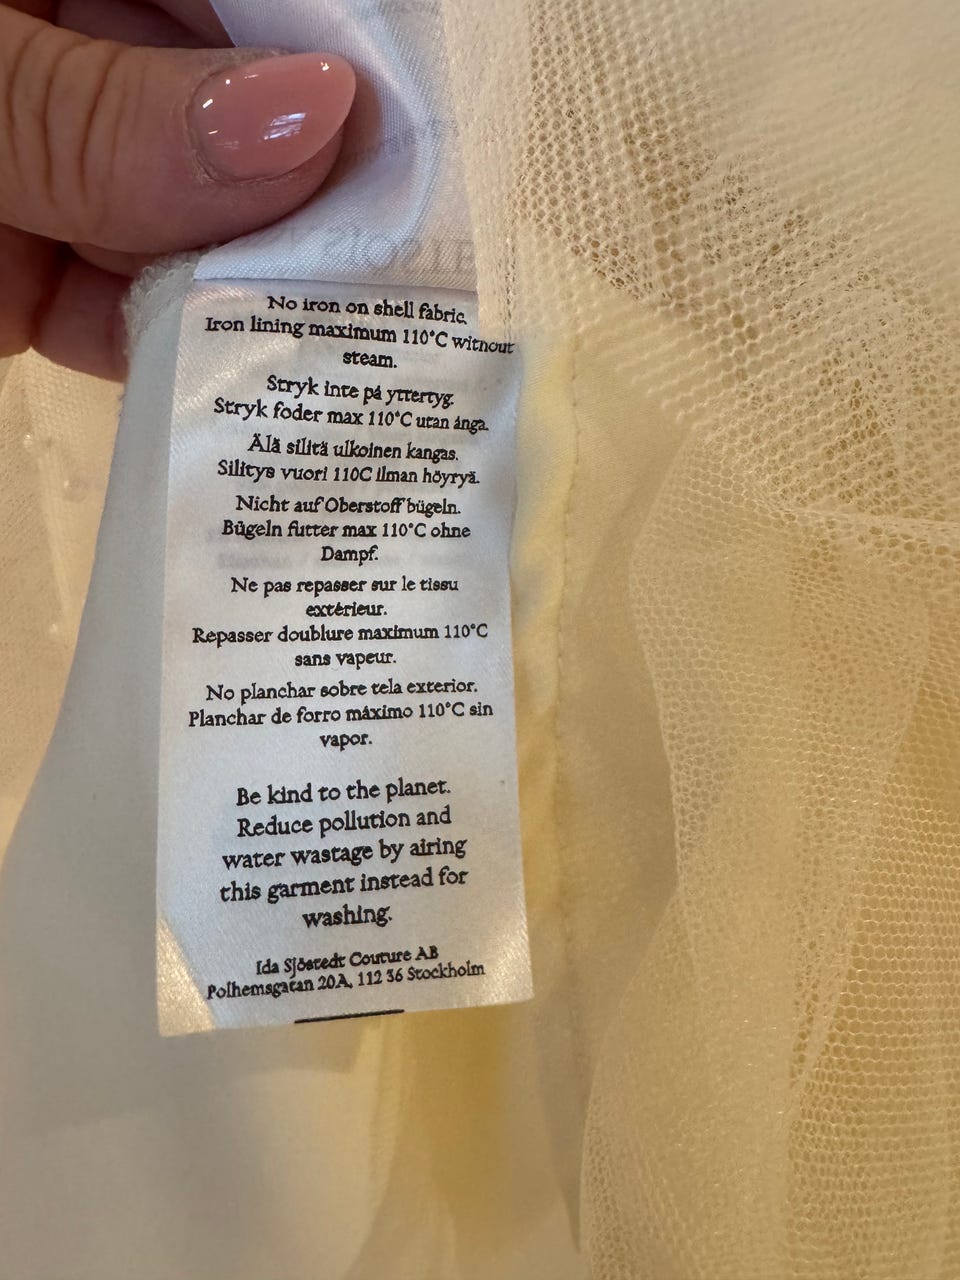 No iron on shell fabric.
Iron lining maximum 110°C without
steam.
Stryk inte på yttertyg.
Stryk foder max 110°C utan ånga.
Älä silitä ulkoinen kangas.
Silitys vuori 110C ilman höyryä.
Nicht auf Oberstoff bügeln.
Bügeln futter max 110°C ohne
Dampf.
Ne pas repasser sur le tissu
extérieur.
Repasser doublure maximum 110°C
sans vapeur.
No planchar sobre tela exterior.
Planchar de forro máximo 110°C sin
vapor.
Be kind to the planet.
Reduce pollution and
water wastage by airing
this garment instead for
washing.
Ida Sjöstedt Couture AB
Polhemsgatan 20A, 112 36 Stockholm